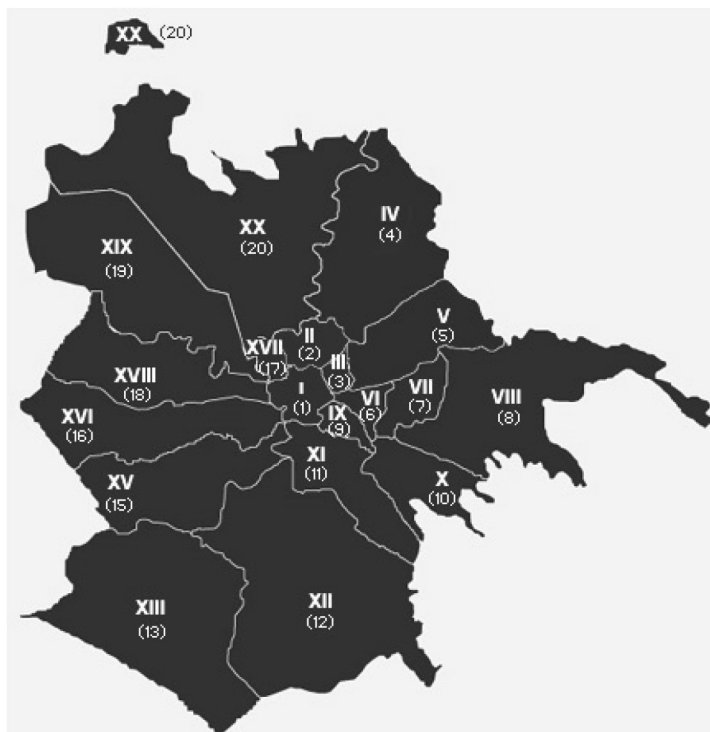 XX (20)
IV
(4)
XX
(20)
XIX
(19)
V
(5)
II
(2)
XVII
(17)
III
(3)
XVIII
(18)
I
(1)
VI
(6)
VII
(7)
VIII
(8)
IX
(9)
XVI
(16)
XI
(11)
X
(10)
XV
(15)
XII
(12)
XIII
(13)